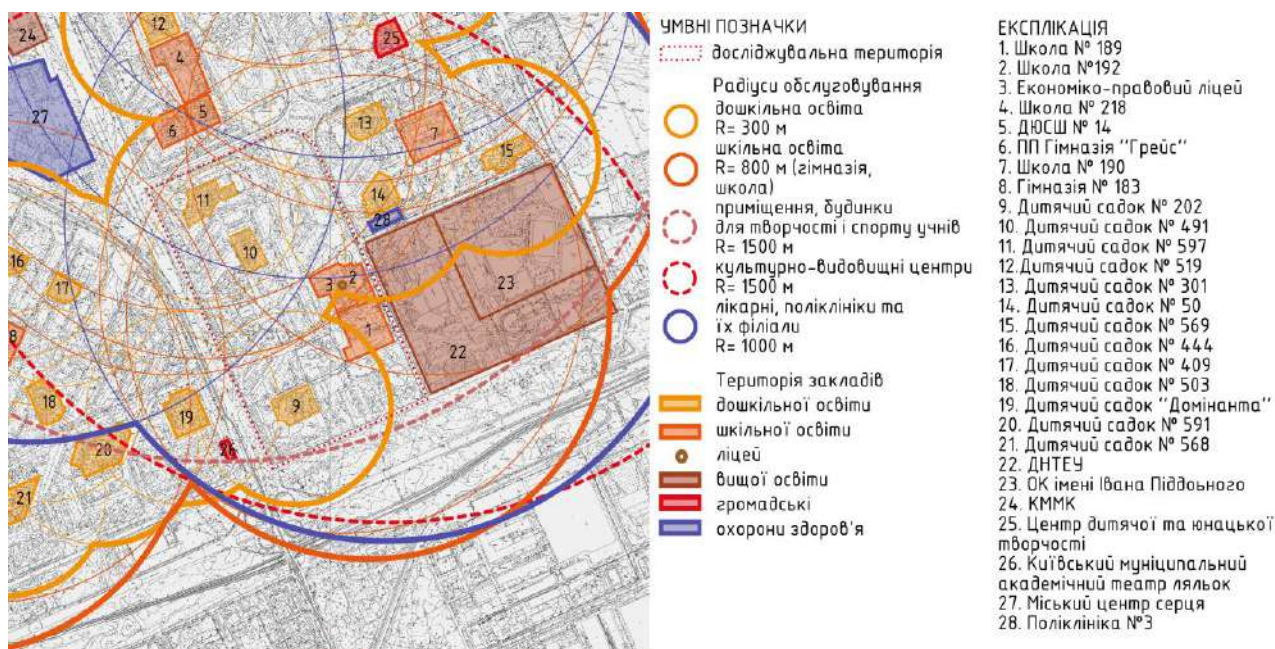 24
12
4
25
27
5
6
13
7
15
11
14
28
10
16
17
3
2
23
1
22
8
18
19
9
26
20
21
УМВНІ ПОЗНАЧКИ
досліджувальна територія
Радіуси обслуговування
дошкільна освіта
R= 300 м
шкільна освіта
R= 800 м (гімназія,
школа)
приміщення, будинки
для творчості і спорту учнів
R= 1500 м
культурно-видовищні центри
R= 1500 м
лікарні, поліклініки та
їх філіали
R= 1000 м
Територія закладів
дошкільної освіти
шкільної освіти
ліцей
вищої освіти
громадські
охорони здоров'я
ЕКСПЛІКАЦІЯ
1. Школа № 189
2. Школа №192
3. Економіко-правовий ліцей
4. Школа № 218
5. ДЮСШ № 14
6. ПП Гімназія "Грейс"
7. Школа № 190
8. Гімназія № 183
9. Дитячий садок № 202
10. Дитячий садок № 491
11. Дитячий садок № 597
12.Дитячий садок № 519
13. Дитячий садок № 301
14. Дитячий садок № 50
15. Дитячий садок № 569
16. Дитячий садок № 444
17. Дитячий садок № 409
18. Дитячий садок № 503
19. Дитячий садок "Домінанта"
20. Дитячий садок № 591
21. Дитячий садок № 568
22. ДНТЕУ
23. ОК імені Івана Піддоьного
24. КММК
25. Центр дитячої та юнацької
творчості
26. Київський муніципальний
академічний театр ляльок
27. Міський центр серця
28. Поліклініка №3